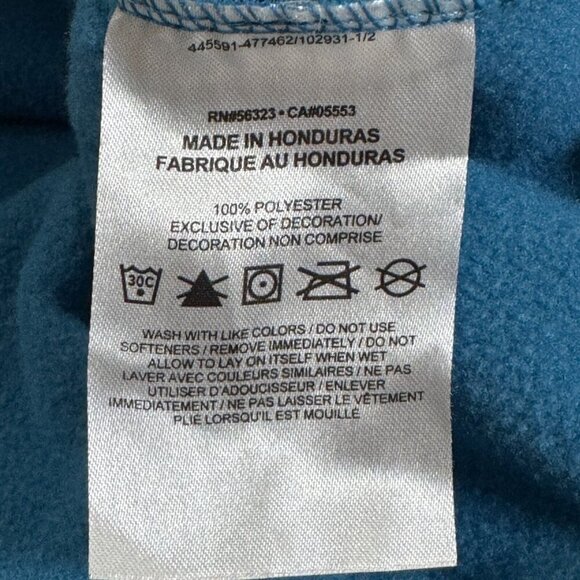 445591-477462/102931-1/2
RN#56323 • CA#05553
MADE IN HONDURAS
FABRIQUE AU HONDURAS
100% POLYESTER
EXCLUSIVE OF DECORATION/
DECORATION NON COMPRISE
30C
WASH WITH LIKE COLORS / DO NOT USE
SOFTENERS / REMOVE IMMEDIATELY / DO NOT
ALLOW TO LAY ON ITSELF WHEN WET
LAVER AVEC COULEURS SIMILAIRES / NE PAS
UTILISER D'ADOUCISSEUR / ENLEVER
IMMEDIATEMENT / NE PAS LAISSER LE VÊTEMENT
PLIÉ LORSQU'IL EST MOUILLÉ